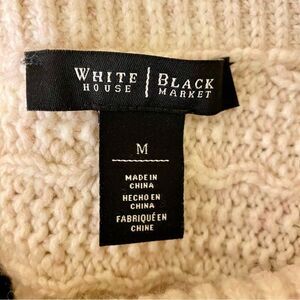 WHITE | BLACK
HOUSE | MARKET
M
MADE IN
CHINA
HECHO EN
CHINA
FABRIQUÉ EN
CHINE